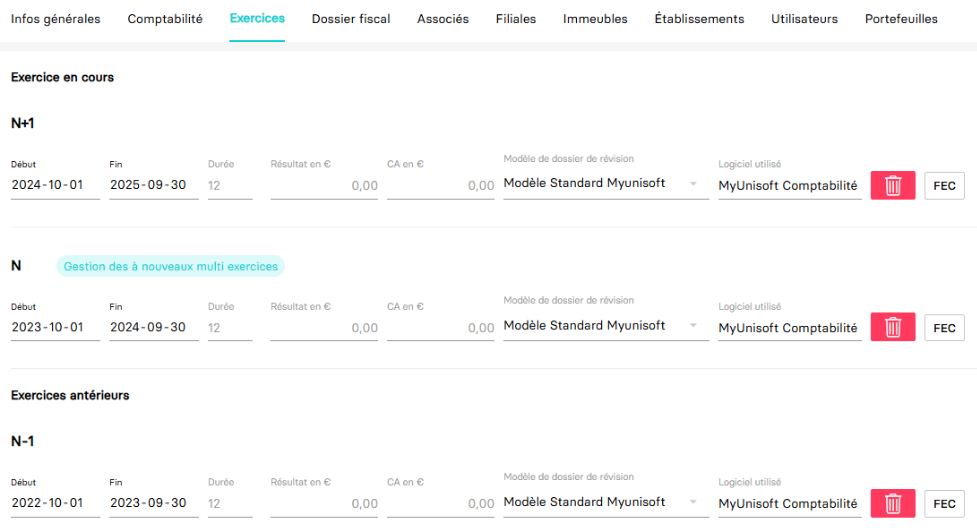 Infos générales Comptabilité Exercices Dossier fiscal Associés Filiales Immeubles Établissements Utilisateurs Portefeuilles
Exercice en cours
N+1
Début Fin Durée Résultat en € CA en € Modèle de dossier de révision Logiciel utilisé
2024-10-01 2025-09-30 12 0,00 0,00 Modèle Standard Myunisoft MyUnisoft Comptabilité FEC
N Gestion des à nouveaux multi exercices
Début Fin Durée Résultat en € CA en € Modèle de dossier de révision Logiciel utilisé
2023-10-01 2024-09-30 12 0,00 0,00 Modèle Standard Myunisoft MyUnisoft Comptabilité FEC
Exercices antérieurs
N-1
Début Fin Durée Résultat en € CA en € Modèle de dossier de révision Logiciel utilisé
2022-10-01 2023-09-30 12 0,00 0,00 Modèle Standard Myunisoft MyUnisoft Comptabilité FEC